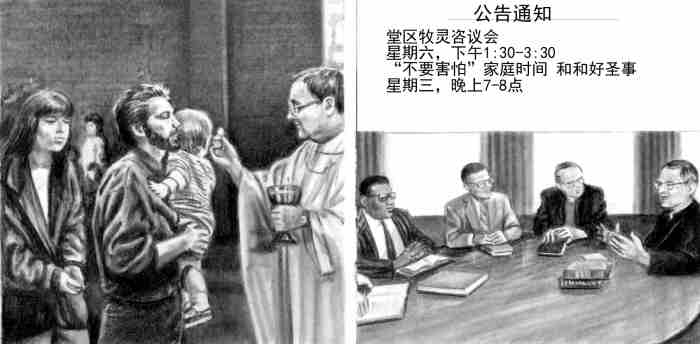 公告通知
堂区牧灵咨议会
星期六，下午1:30-3:30
“不要害怕”家庭时间 和和好圣事
星期三，晚上7-8点